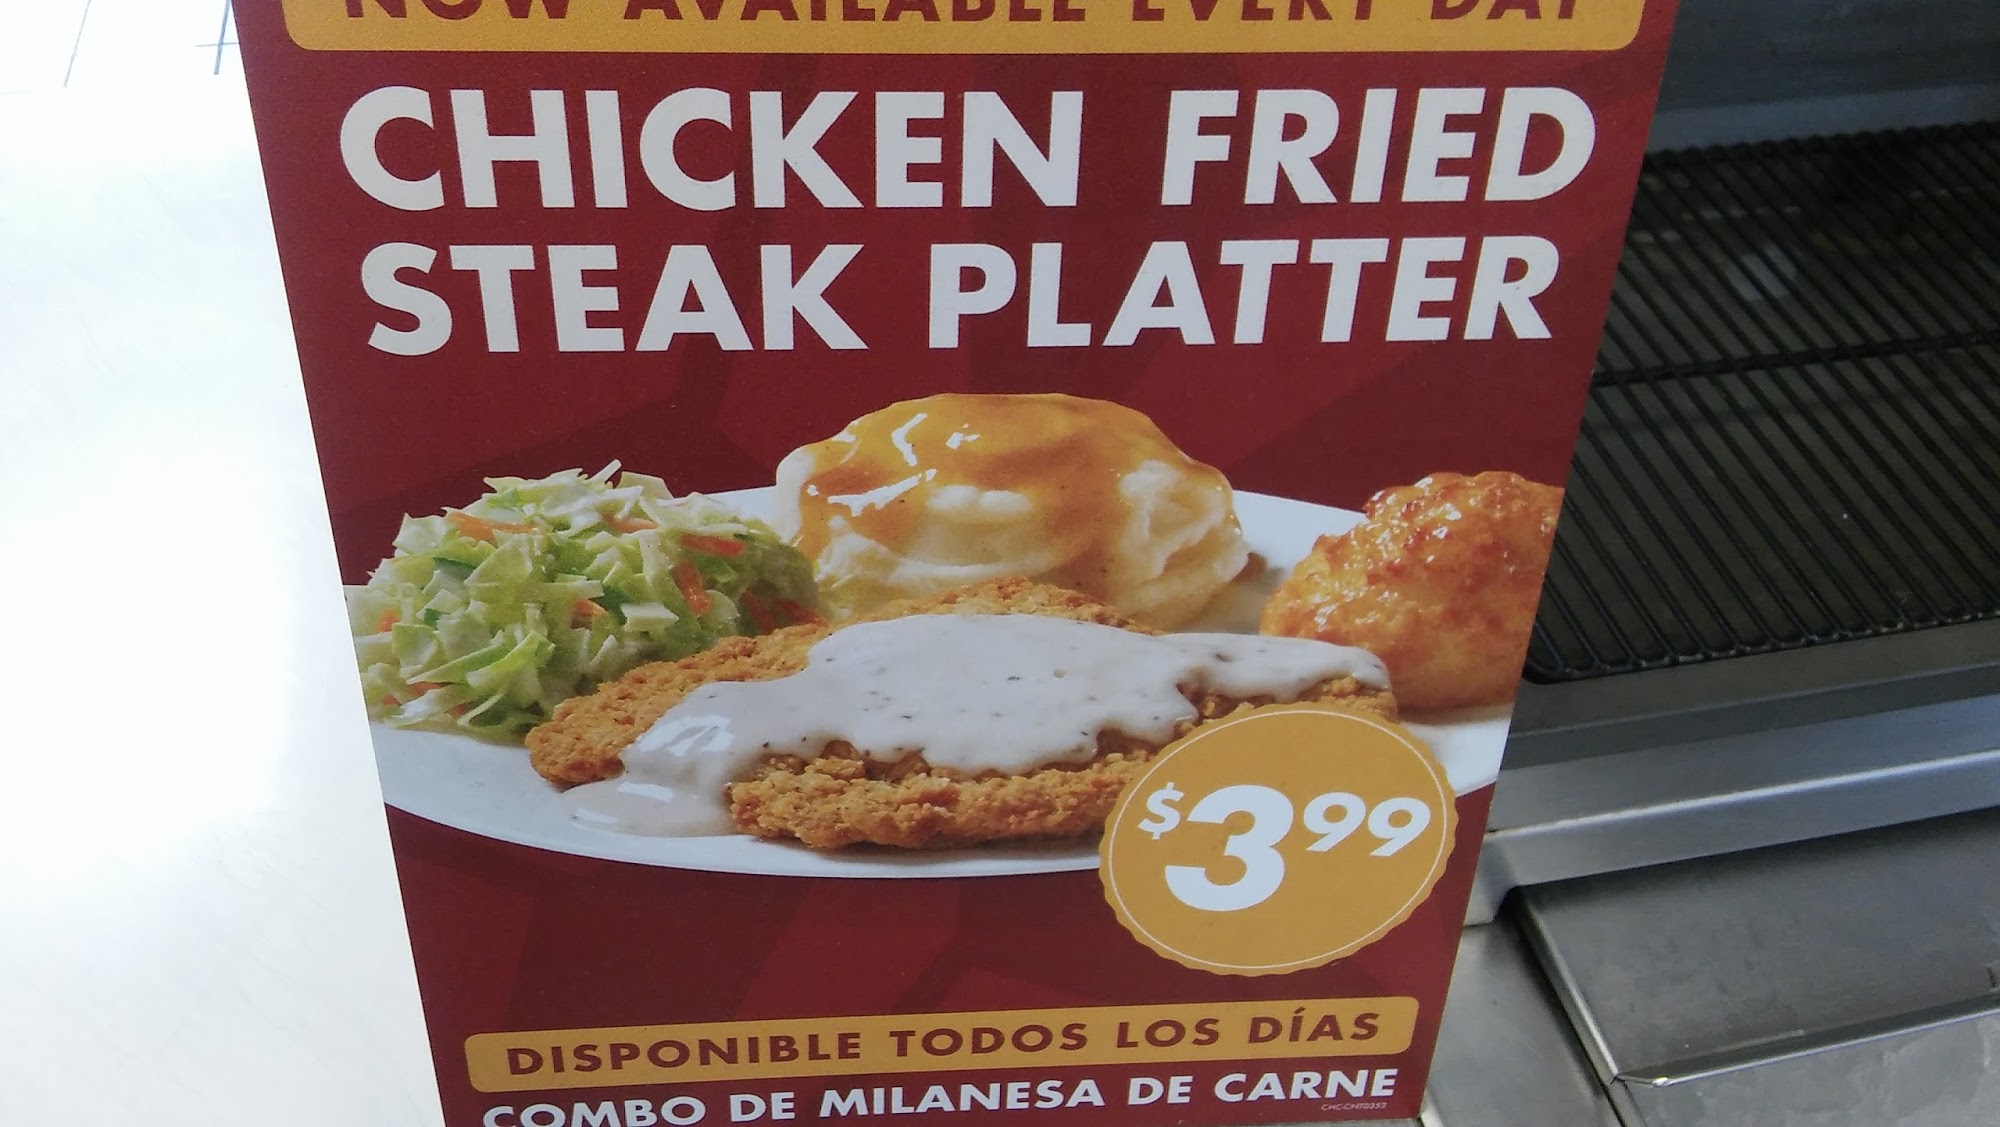 NOW AVAILABLE EVERY DAY
CHICKEN FRIED
STEAK PLATTER
$3.99
DISPONIBLE TODOS LOS DÍAS
COMBO DE MILANESA DE CARNE